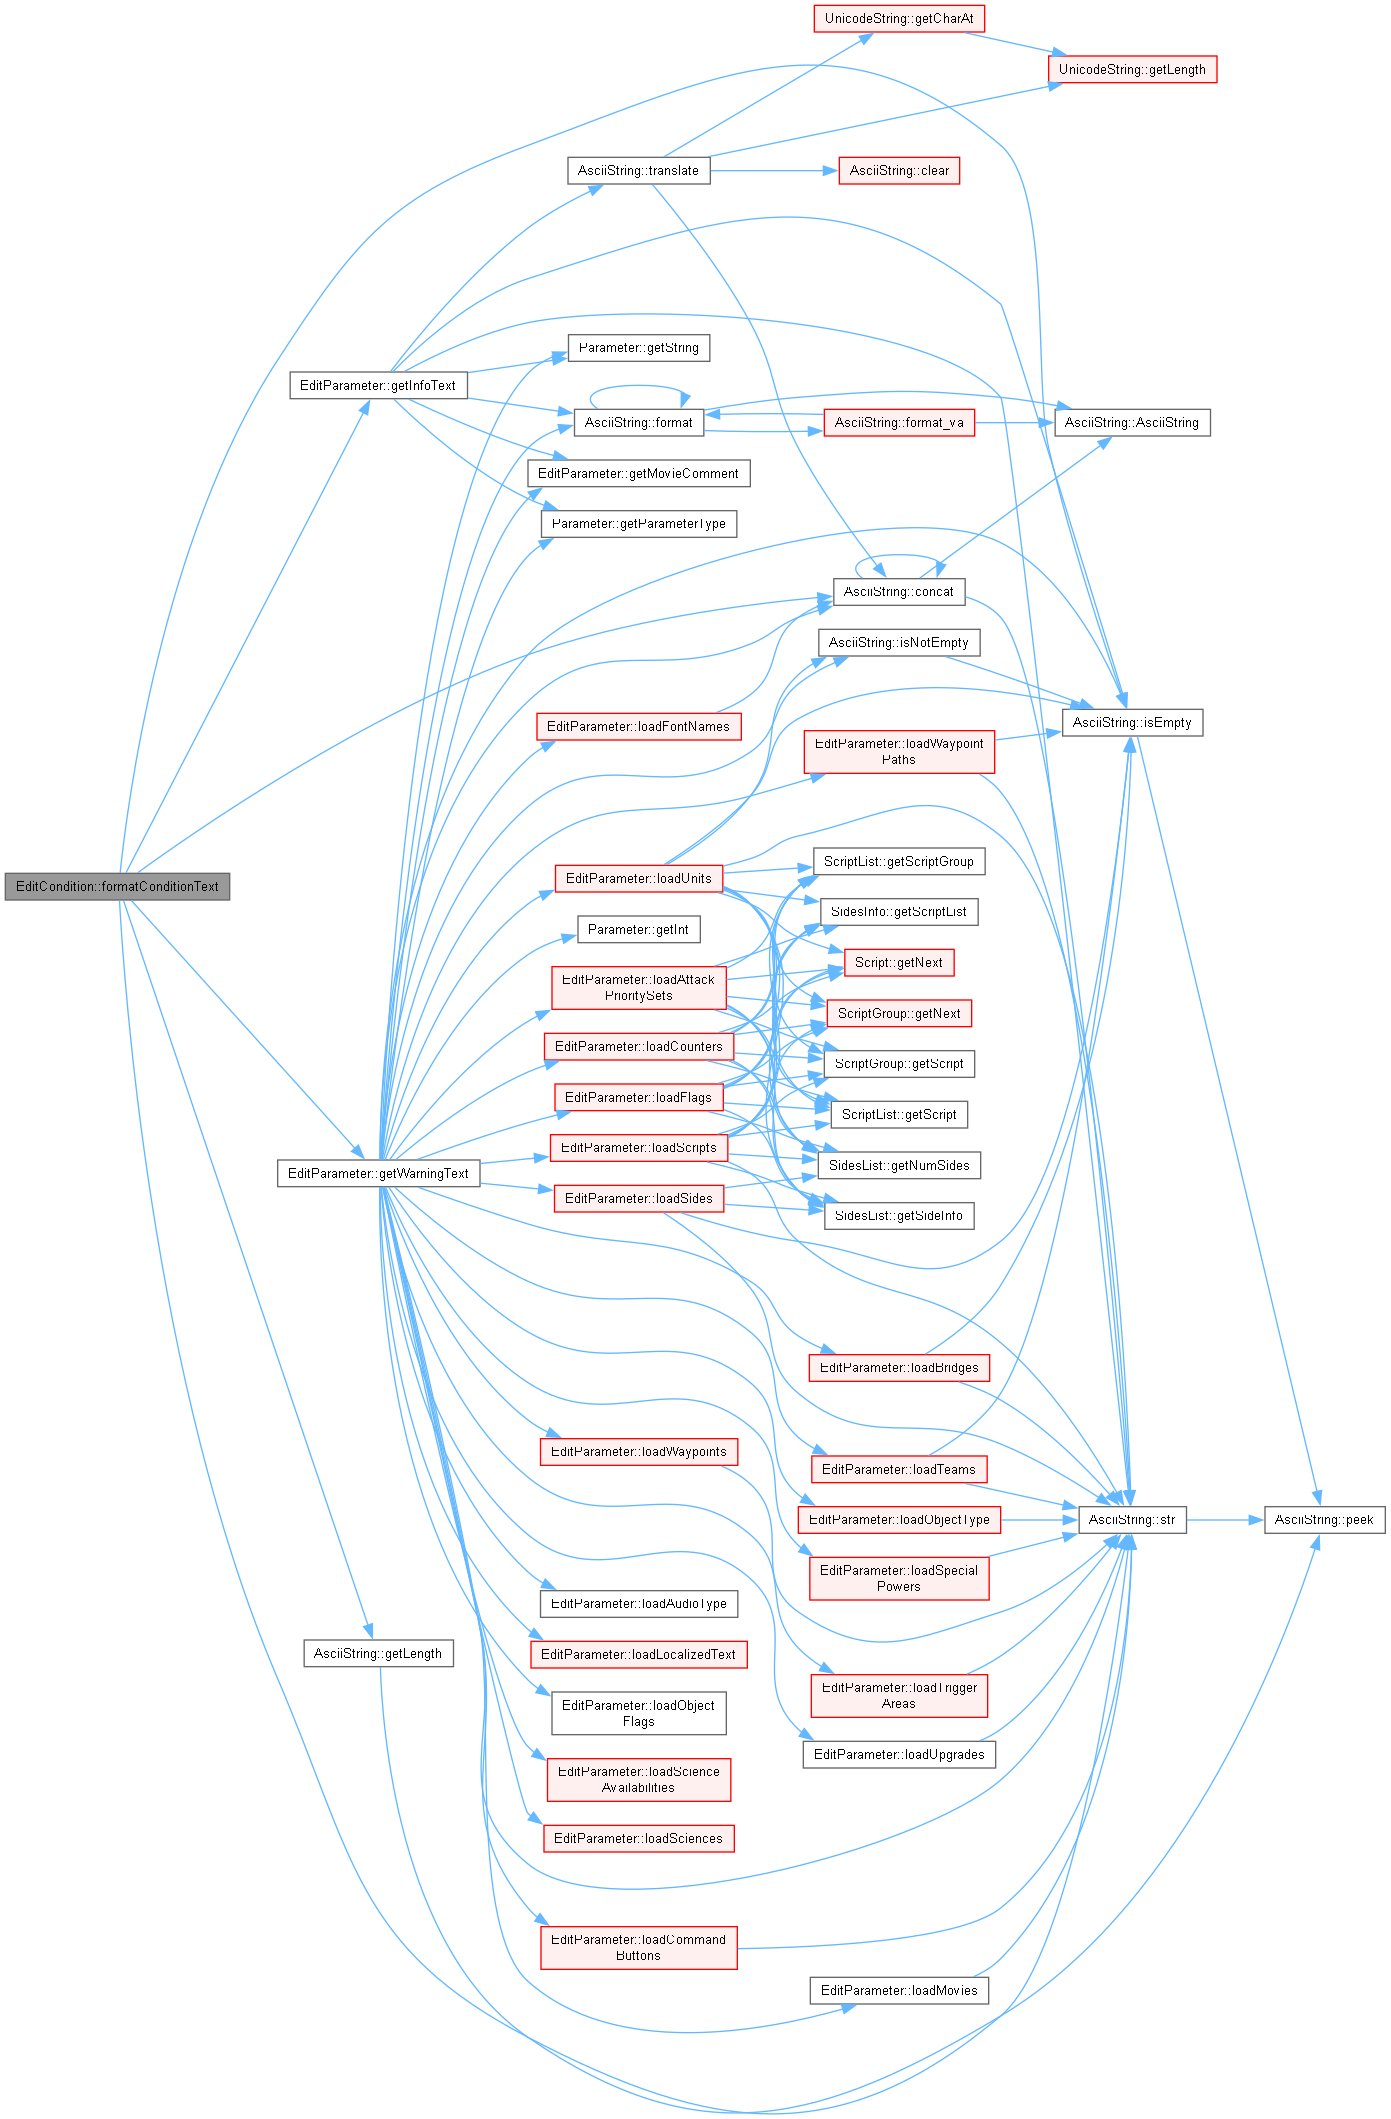 UnicodeString::getCharAt
UnicodeString::getLength
AsciiString::translate
AsciiString::clear
Parameter::getString
EditParameter::getInfoText
AsciiString::format
AsciiString::format_va
AsciiString::AsciiString
EditParameter::getMovieComment
Parameter::getParameterType
AsciiString::concat
AsciiString::isNotEmpty
EditParameter::loadFontNames
AsciiString::isEmpty
EditParameter::loadWaypoint
Paths
ScriptList::getScriptGroup
EditCondition::formatConditionText
EditParameter::loadUnits
SidesInfo::getScriptList
Parameter::getInt
Script::getNext
EditParameter::loadAttack
PrioritySets
ScriptGroup::getNext
EditParameter::loadCounters
ScriptGroup::getScript
EditParameter::loadFlags
ScriptList::getScript
EditParameter::loadScripts
SidesList::getNumSides
EditParameter::getWarningText
EditParameter::loadSides
SidesList::getSideInfo
EditParameter::loadBridges
EditParameter::loadWaypoints
EditParameter::loadTeams
EditParameter::loadObjectType
AsciiString::str
AsciiString::peek
EditParameter::loadSpecial
Powers
EditParameter::loadAudioType
AsciiString::getLength
EditParameter::loadLocalizedText
EditParameter::loadTrigger
Areas
EditParameter::loadObject
Flags
EditParameter::loadUpgrades
EditParameter::loadScience
Availabilities
EditParameter::loadSciences
EditParameter::loadCommand
Buttons
EditParameter::loadMovies